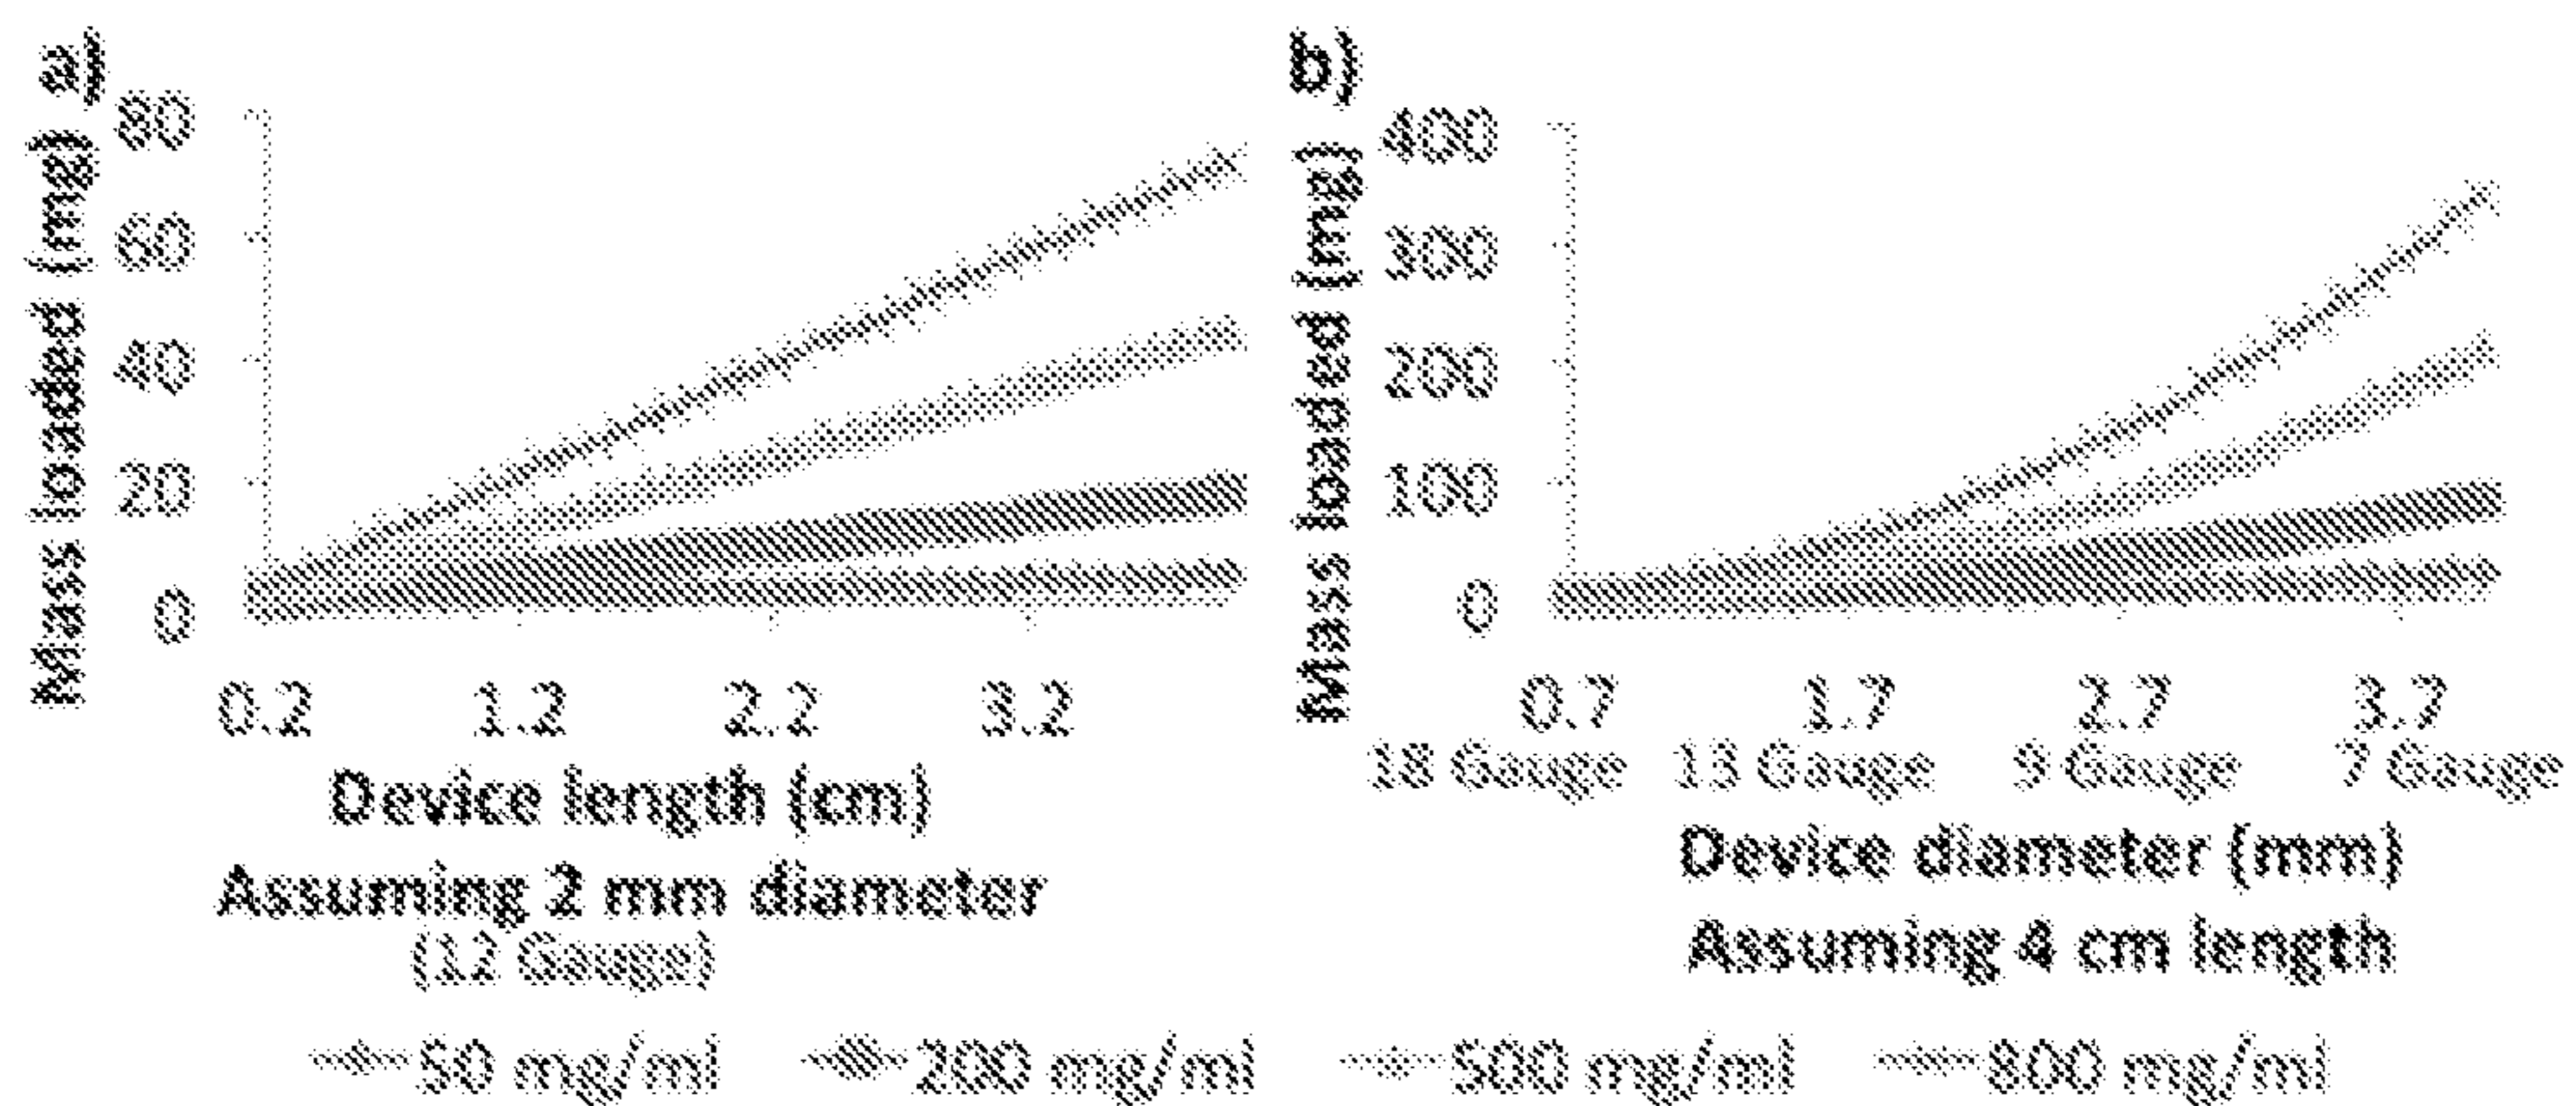 a)
Mass loaded (mg)
80
60
40
20
0
0.2 1.2 2.2 3.2
Device length (cm)
Assuming 2 mm diameter
(12 Gauge)
b)
Mass loaded (mg)
400
300
200
100
0
0.7 1.7 2.7 3.7
18 Gauge 13 Gauge 9 Gauge 7 Gauge
Device diameter (mm)
Assuming 4 cm length
50 mg/ml 200 mg/ml 500 mg/ml 800 mg/ml